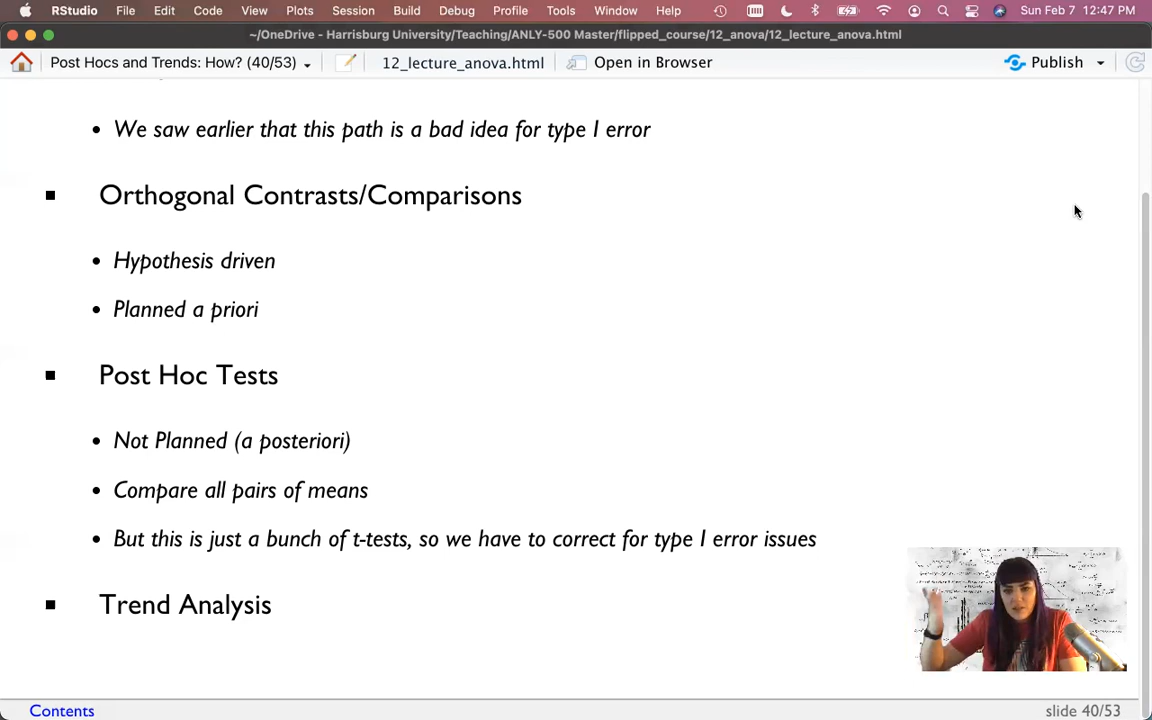 RStudio File Edit Code View Plots Session Build Debug Profile Tools Window Help Sun Feb 7 12:47 PM
~/OneDrive - Harrisburg University/Teaching/ANLY-500 Master/flipped_course/12_anova/12_lecture_anova.html
Post Hocs and Trends: How? (40/53) 12_lecture_anova.html Open in Browser Publish
• We saw earlier that this path is a bad idea for type I error
▪ Orthogonal Contrasts/Comparisons
• Hypothesis driven
• Planned a priori
▪ Post Hoc Tests
• Not Planned (a posteriori)
• Compare all pairs of means
• But this is just a bunch of t-tests, so we have to correct for type I error issues
▪ Trend Analysis
Contents slide 40/53